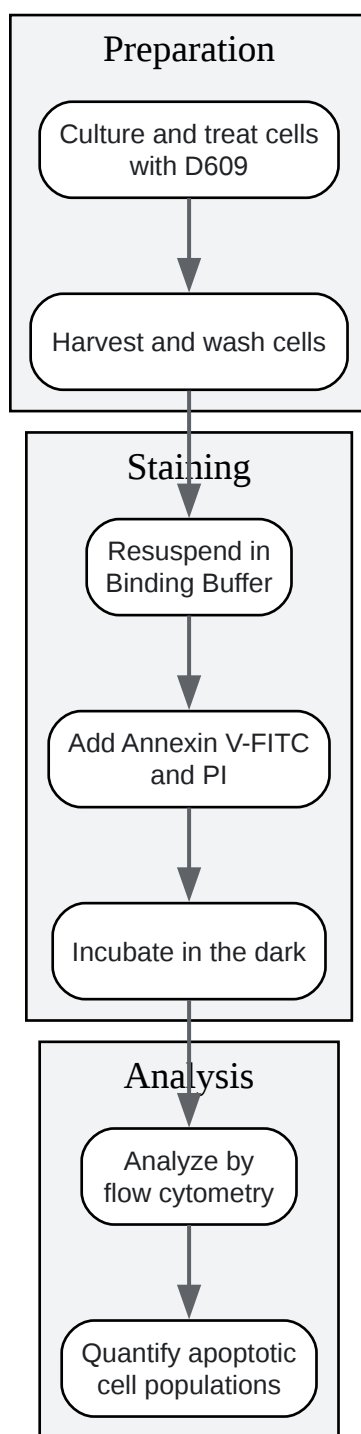 Preparation
Culture and treat cells
with D609
Harvest and wash cells
Staining
Resuspend in
Binding Buffer
Add Annexin V-FITC
and PI
Incubate in the dark
Analysis
Analyze by
flow cytometry
Quantify apoptotic
cell populations